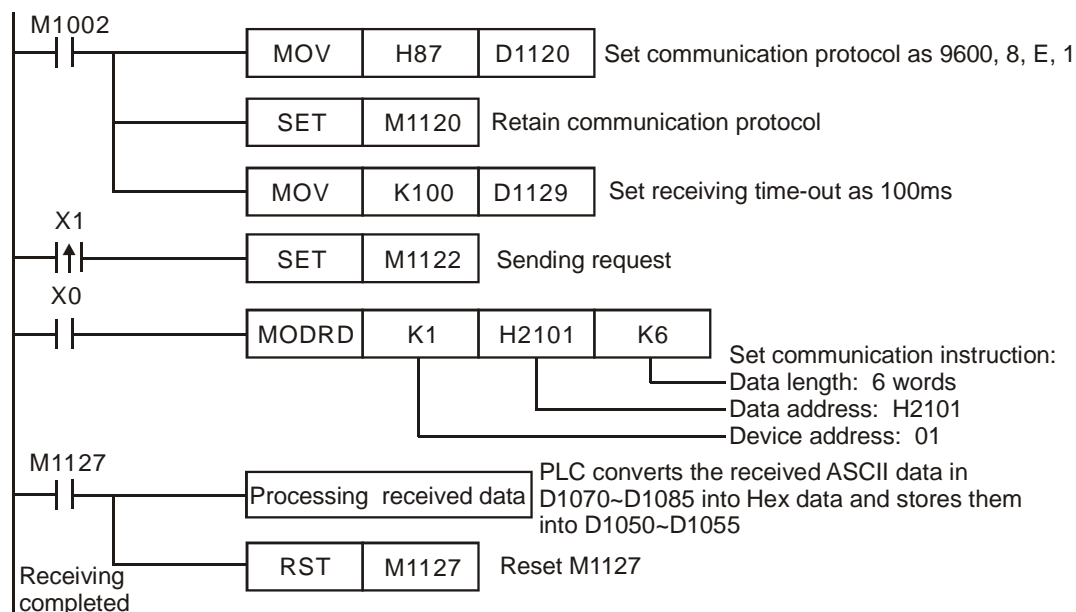 M1002
MOV H87 D1120 Set communication protocol as 9600, 8, E, 1
SET M1120 Retain communication protocol
MOV K100 D1129 Set receiving time-out as 100ms
X1
SET M1122 Sending request
X0
MODRD K1 H2101 K6
Set communication instruction:
Data length: 6 words
Data address: H2101
Device address: 01
M1127
Processing received data
PLC converts the received ASCII data in
D1070~D1085 into Hex data and stores them
into D1050~D1055
RST M1127 Reset M1127
Receiving
completed